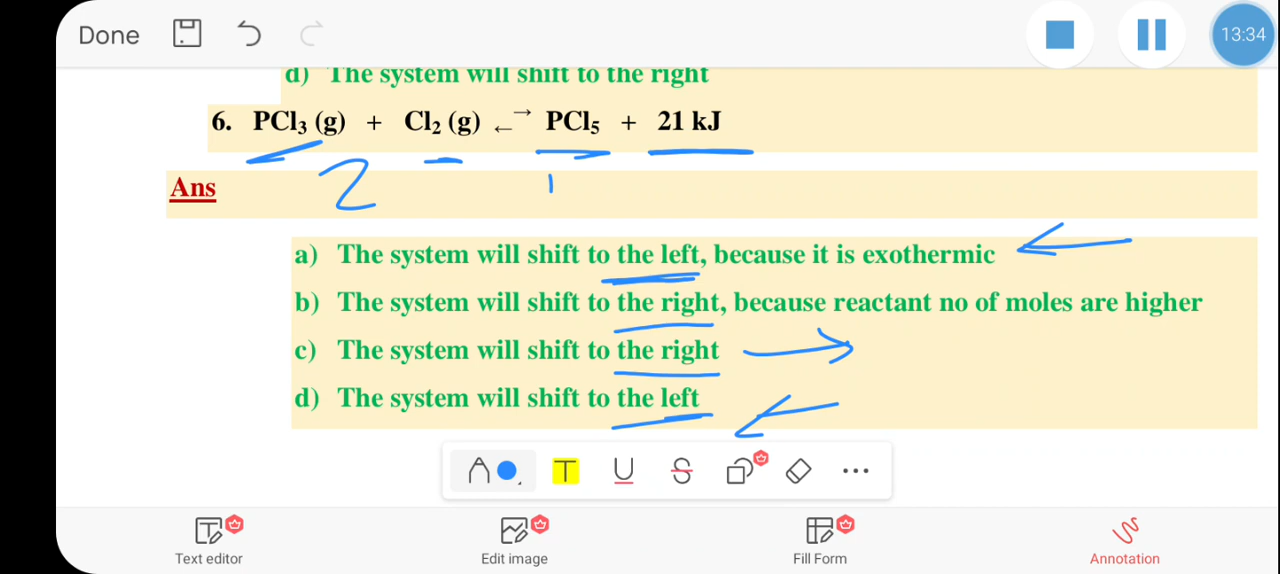 Done
13:34
d) The system will shift to the right
6. PCl₃ (g) + Cl₂ (g) ←→ PCl₅ + 21 kJ
2 1
Ans
a) The system will shift to the left, because it is exothermic
b) The system will shift to the right, because reactant no of moles are higher
c) The system will shift to the right
d) The system will shift to the left
T U S
Text editor Edit image Fill Form Annotation